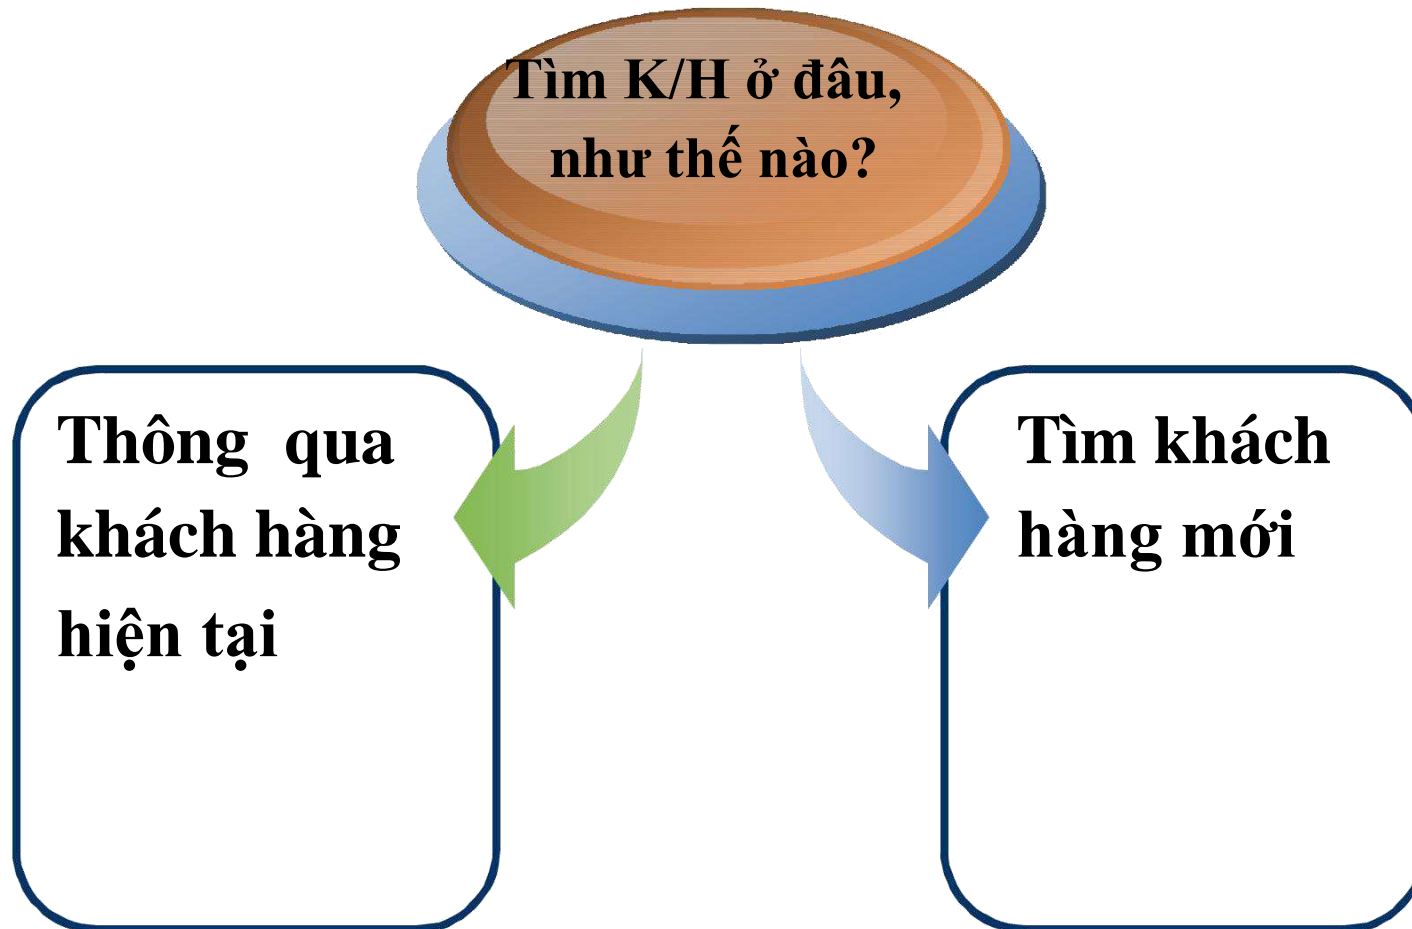 Tìm K/H ở đâu,
như thế nào?
Thông qua
khách hàng
hiện tại
Tìm khách
hàng mới